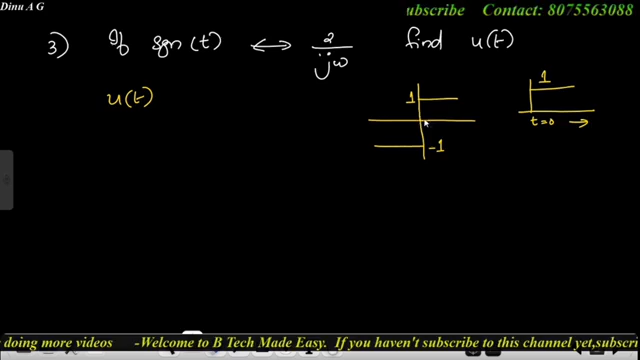 Dinu A G
ubscribe Contact: 8075563088
3) If sgn(t) ↔ 2/jω find u(t)
u(t)
1
-1
1
t=0 →
e doing more videos -Welcome to B Tech Made Easy. If you haven't subscribe to this channel yet,subscri